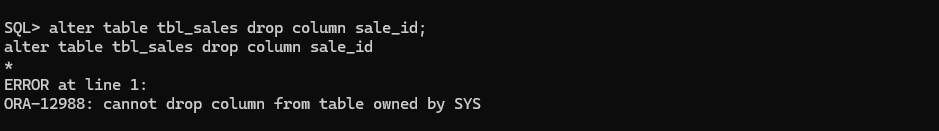 SQL> alter table tbl_sales drop column sale_id;
alter table tbl_sales drop column sale_id
*
ERROR at line 1:
ORA-12988: cannot drop column from table owned by SYS